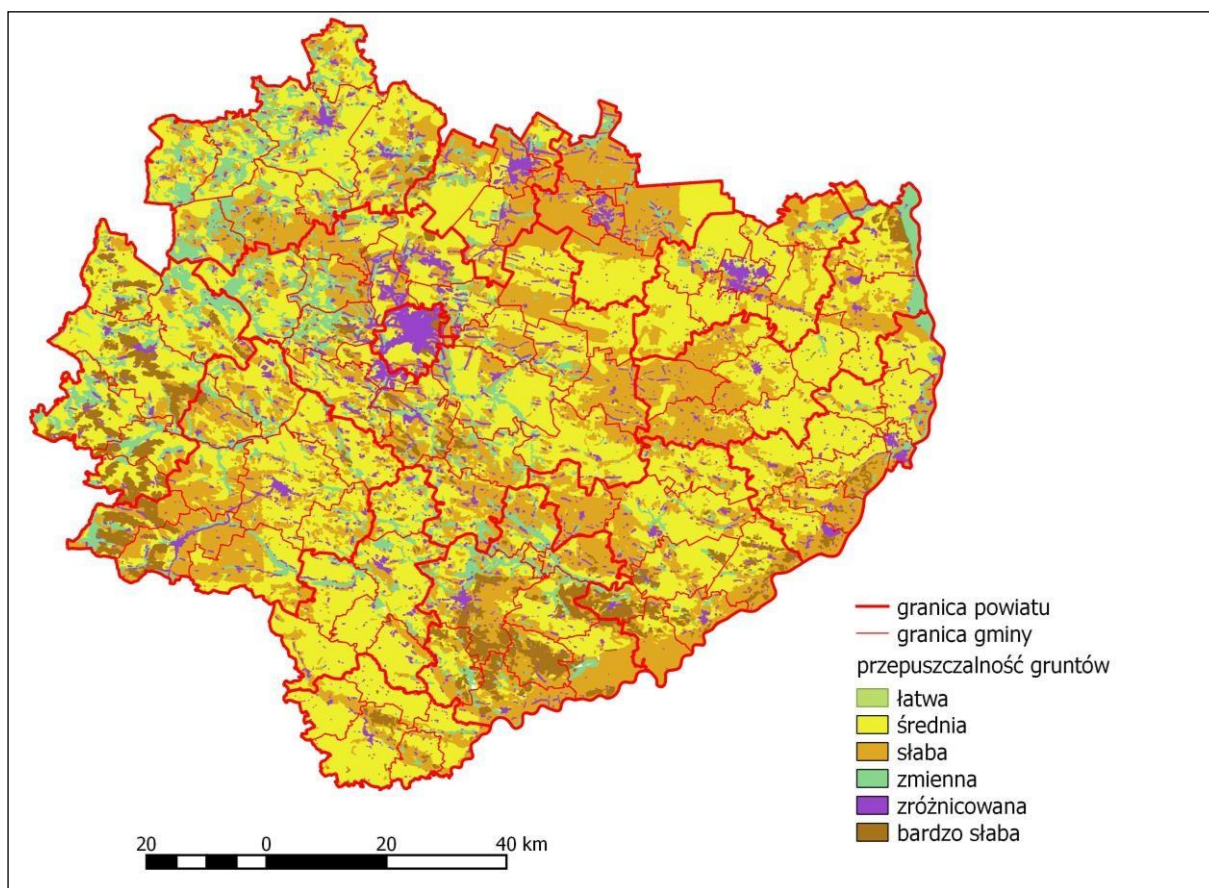 granica powiatu
granica gminy
przepuszczalność gruntów
łatwa
średnia
słaba
zmienna
zróżnicowana
bardzo słaba
20 0 20 40 km